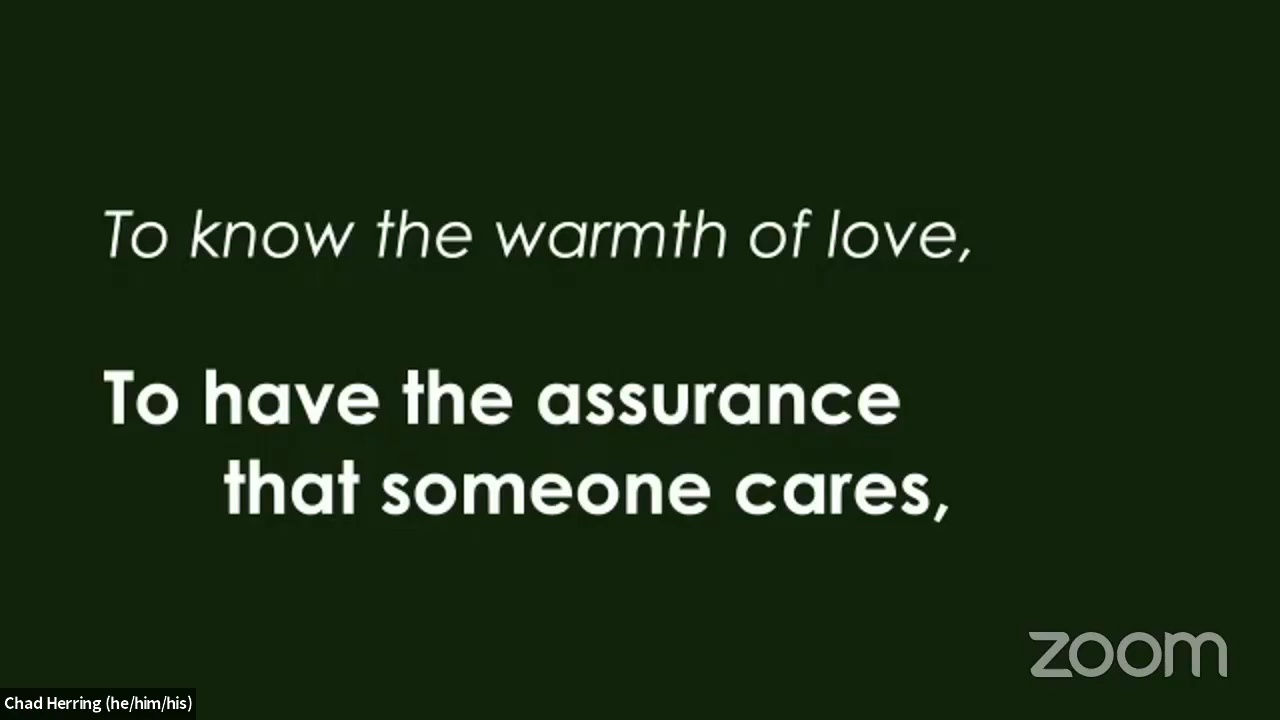 To know the warmth of love,
To have the assurance
that someone cares,
zoom
Chad Herring (he/him/his)